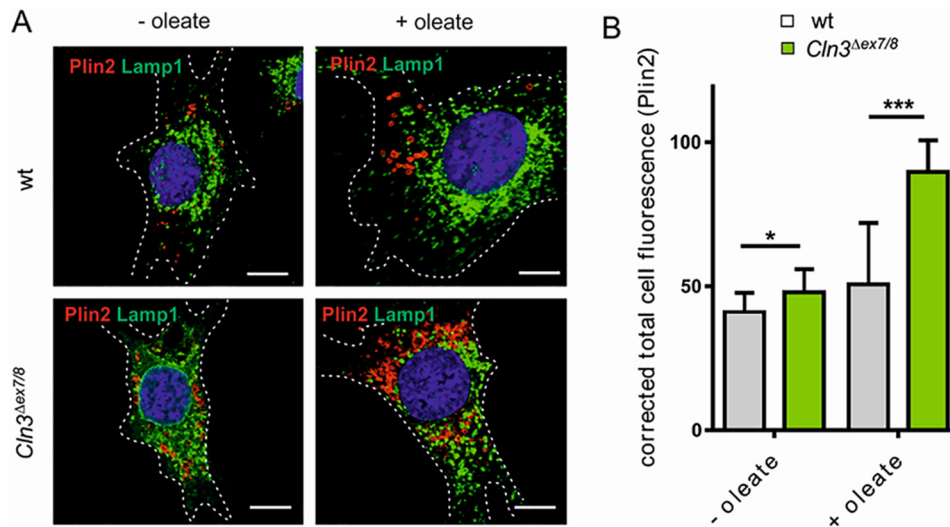 A
- oleate + oleate
wt
Plin2 Lamp1 Plin2 Lamp1
Cln3Δex7/8
Plin2 Lamp1 Plin2 Lamp1
B
wt
Cln3Δex7/8
corrected total cell fluorescence (Plin2)
100
50
0
*
***
- oleate
+ oleate